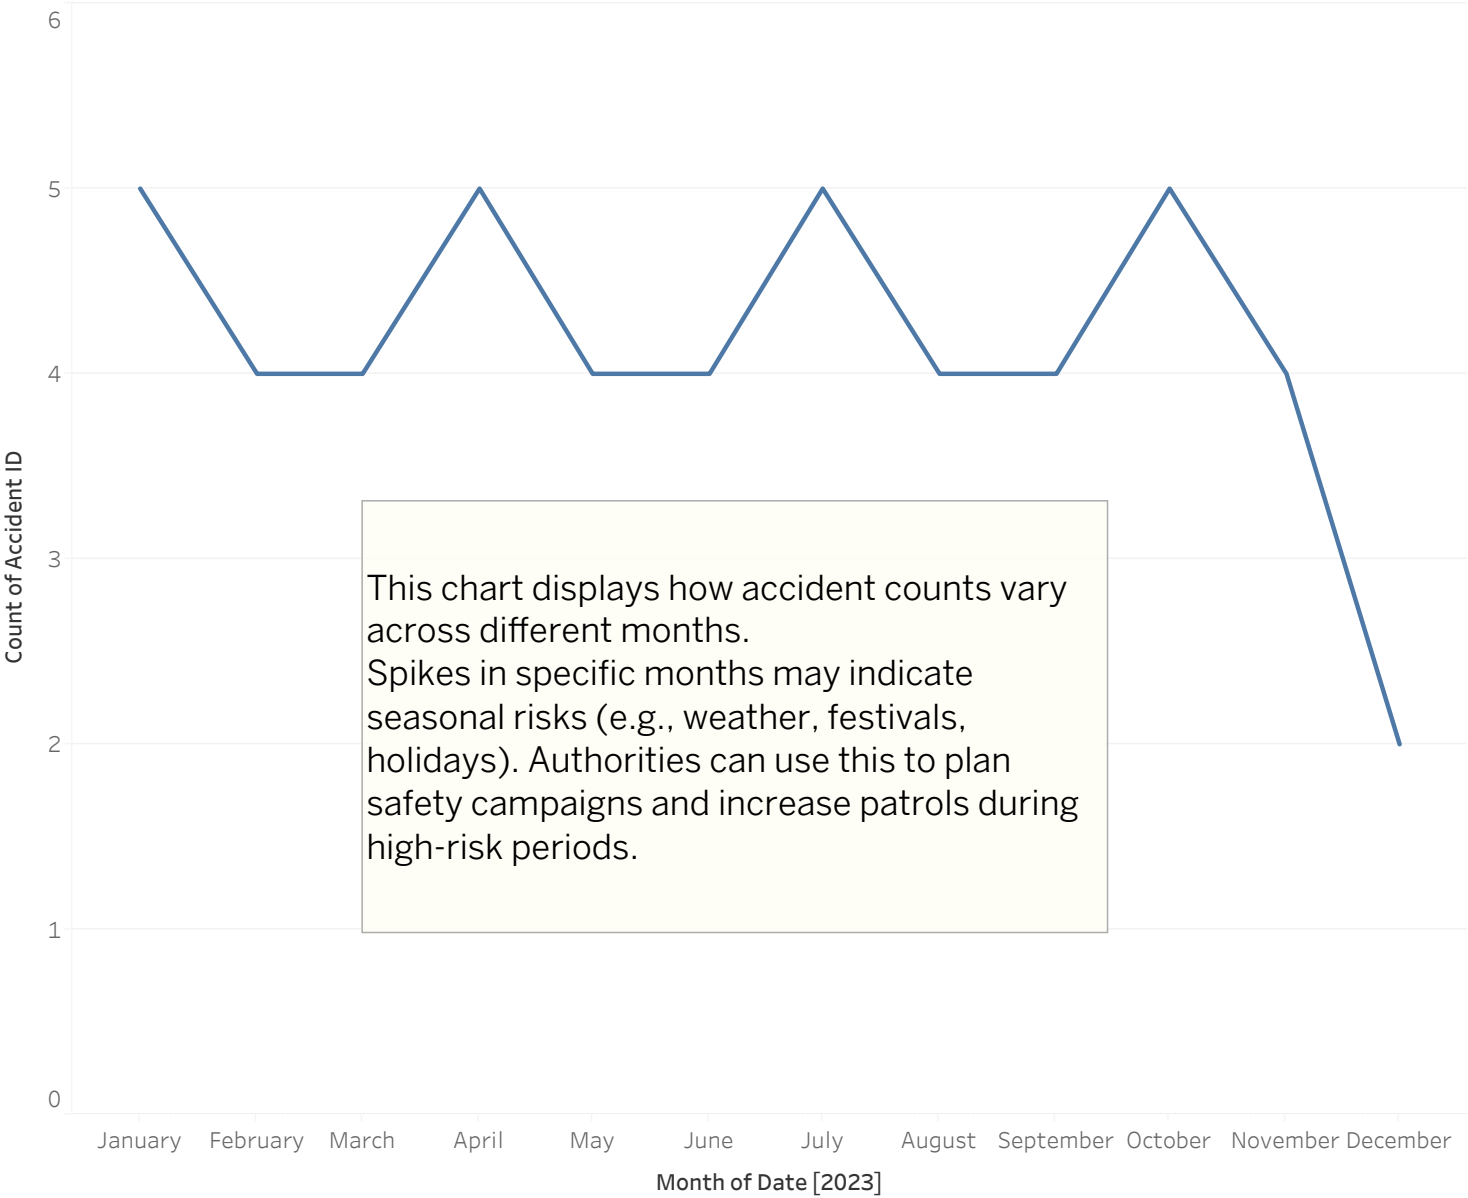 6
5
4
3
2
1
0
Count of Accident ID
This chart displays how accident counts vary
across different months.
Spikes in specific months may indicate
seasonal risks (e.g., weather, festivals,
holidays). Authorities can use this to plan
safety campaigns and increase patrols during
high-risk periods.
January February March April May June July August September October November December
Month of Date [2023]